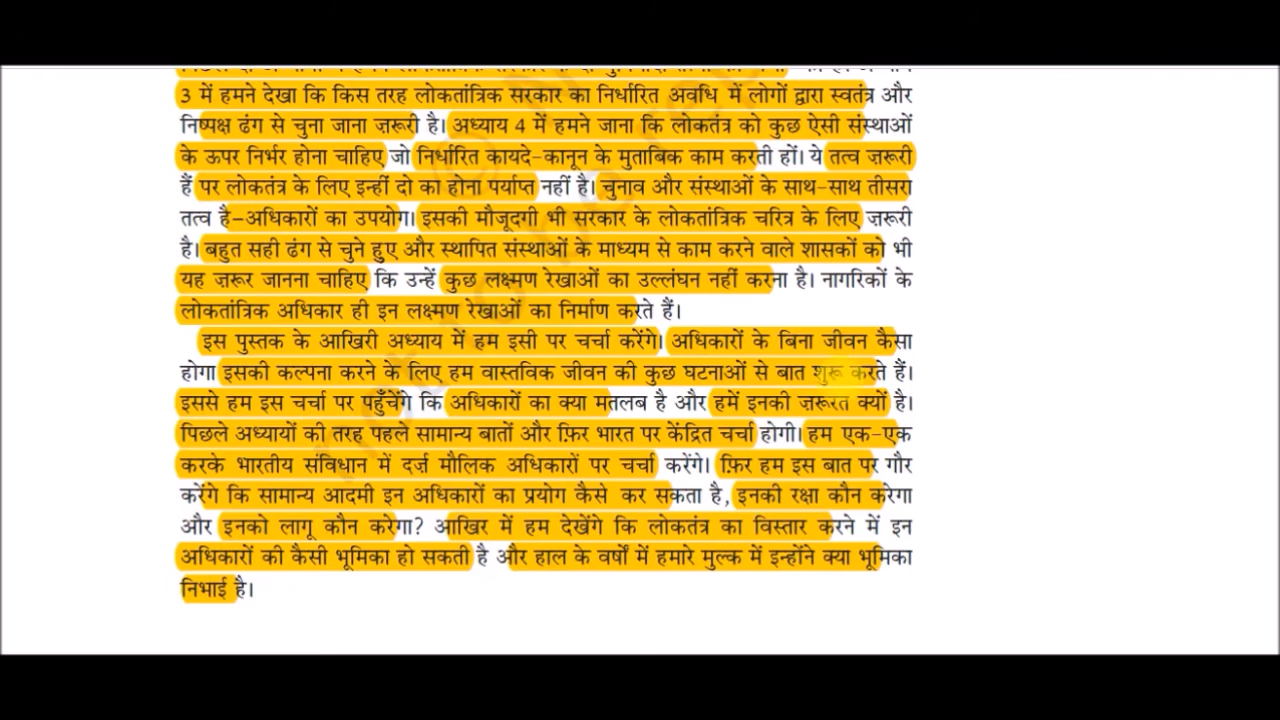 3 में हमने देखा कि किस तरह लोकतांत्रिक सरकार का निर्धारित अवधि में लोगों द्वारा स्वतंत्र और
निष्पक्ष ढंग से चुना जाना ज़रूरी है। अध्याय 4 में हमने जाना कि लोकतंत्र को कुछ ऐसी संस्थाओं
के ऊपर निर्भर होना चाहिए जो निर्धारित कायदे-कानून के मुताबिक काम करती हों। ये तत्व ज़रूरी
हैं पर लोकतंत्र के लिए इन्हीं दो का होना पर्याप्त नहीं है। चुनाव और संस्थाओं के साथ-साथ तीसरा
तत्व है–अधिकारों का उपयोग। इसकी मौजूदगी भी सरकार के लोकतांत्रिक चरित्र के लिए ज़रूरी
है। बहुत सही ढंग से चुने हुए और स्थापित संस्थाओं के माध्यम से काम करने वाले शासकों को भी
यह ज़रूर जानना चाहिए कि उन्हें कुछ लक्ष्मण रेखाओं का उल्लंघन नहीं करना है। नागरिकों के
लोकतांत्रिक अधिकार ही इन लक्ष्मण रेखाओं का निर्माण करते हैं।
इस पुस्तक के आखिरी अध्याय में हम इसी पर चर्चा करेंगे। अधिकारों के बिना जीवन कैसा
होगा इसकी कल्पना करने के लिए हम वास्तविक जीवन की कुछ घटनाओं से बात शुरू करते हैं।
इससे हम इस चर्चा पर पहुँचेंगे कि अधिकारों का क्या मतलब है और हमें इनकी ज़रूरत क्यों है।
पिछले अध्यायों की तरह पहले सामान्य बातों और फ़िर भारत पर केंद्रित चर्चा होगी। हम एक-एक
करके भारतीय संविधान में दर्ज मौलिक अधिकारों पर चर्चा करेंगे। फ़िर हम इस बात पर गौर
करेंगे कि सामान्य आदमी इन अधिकारों का प्रयोग कैसे कर सकता है, इनकी रक्षा कौन करेगा
और इनको लागू कौन करेगा? आखिर में हम देखेंगे कि लोकतंत्र का विस्तार करने में इन
अधिकारों की कैसी भूमिका हो सकती है और हाल के वर्षों में हमारे मुल्क में इन्होंने क्या भूमिका
निभाई है।